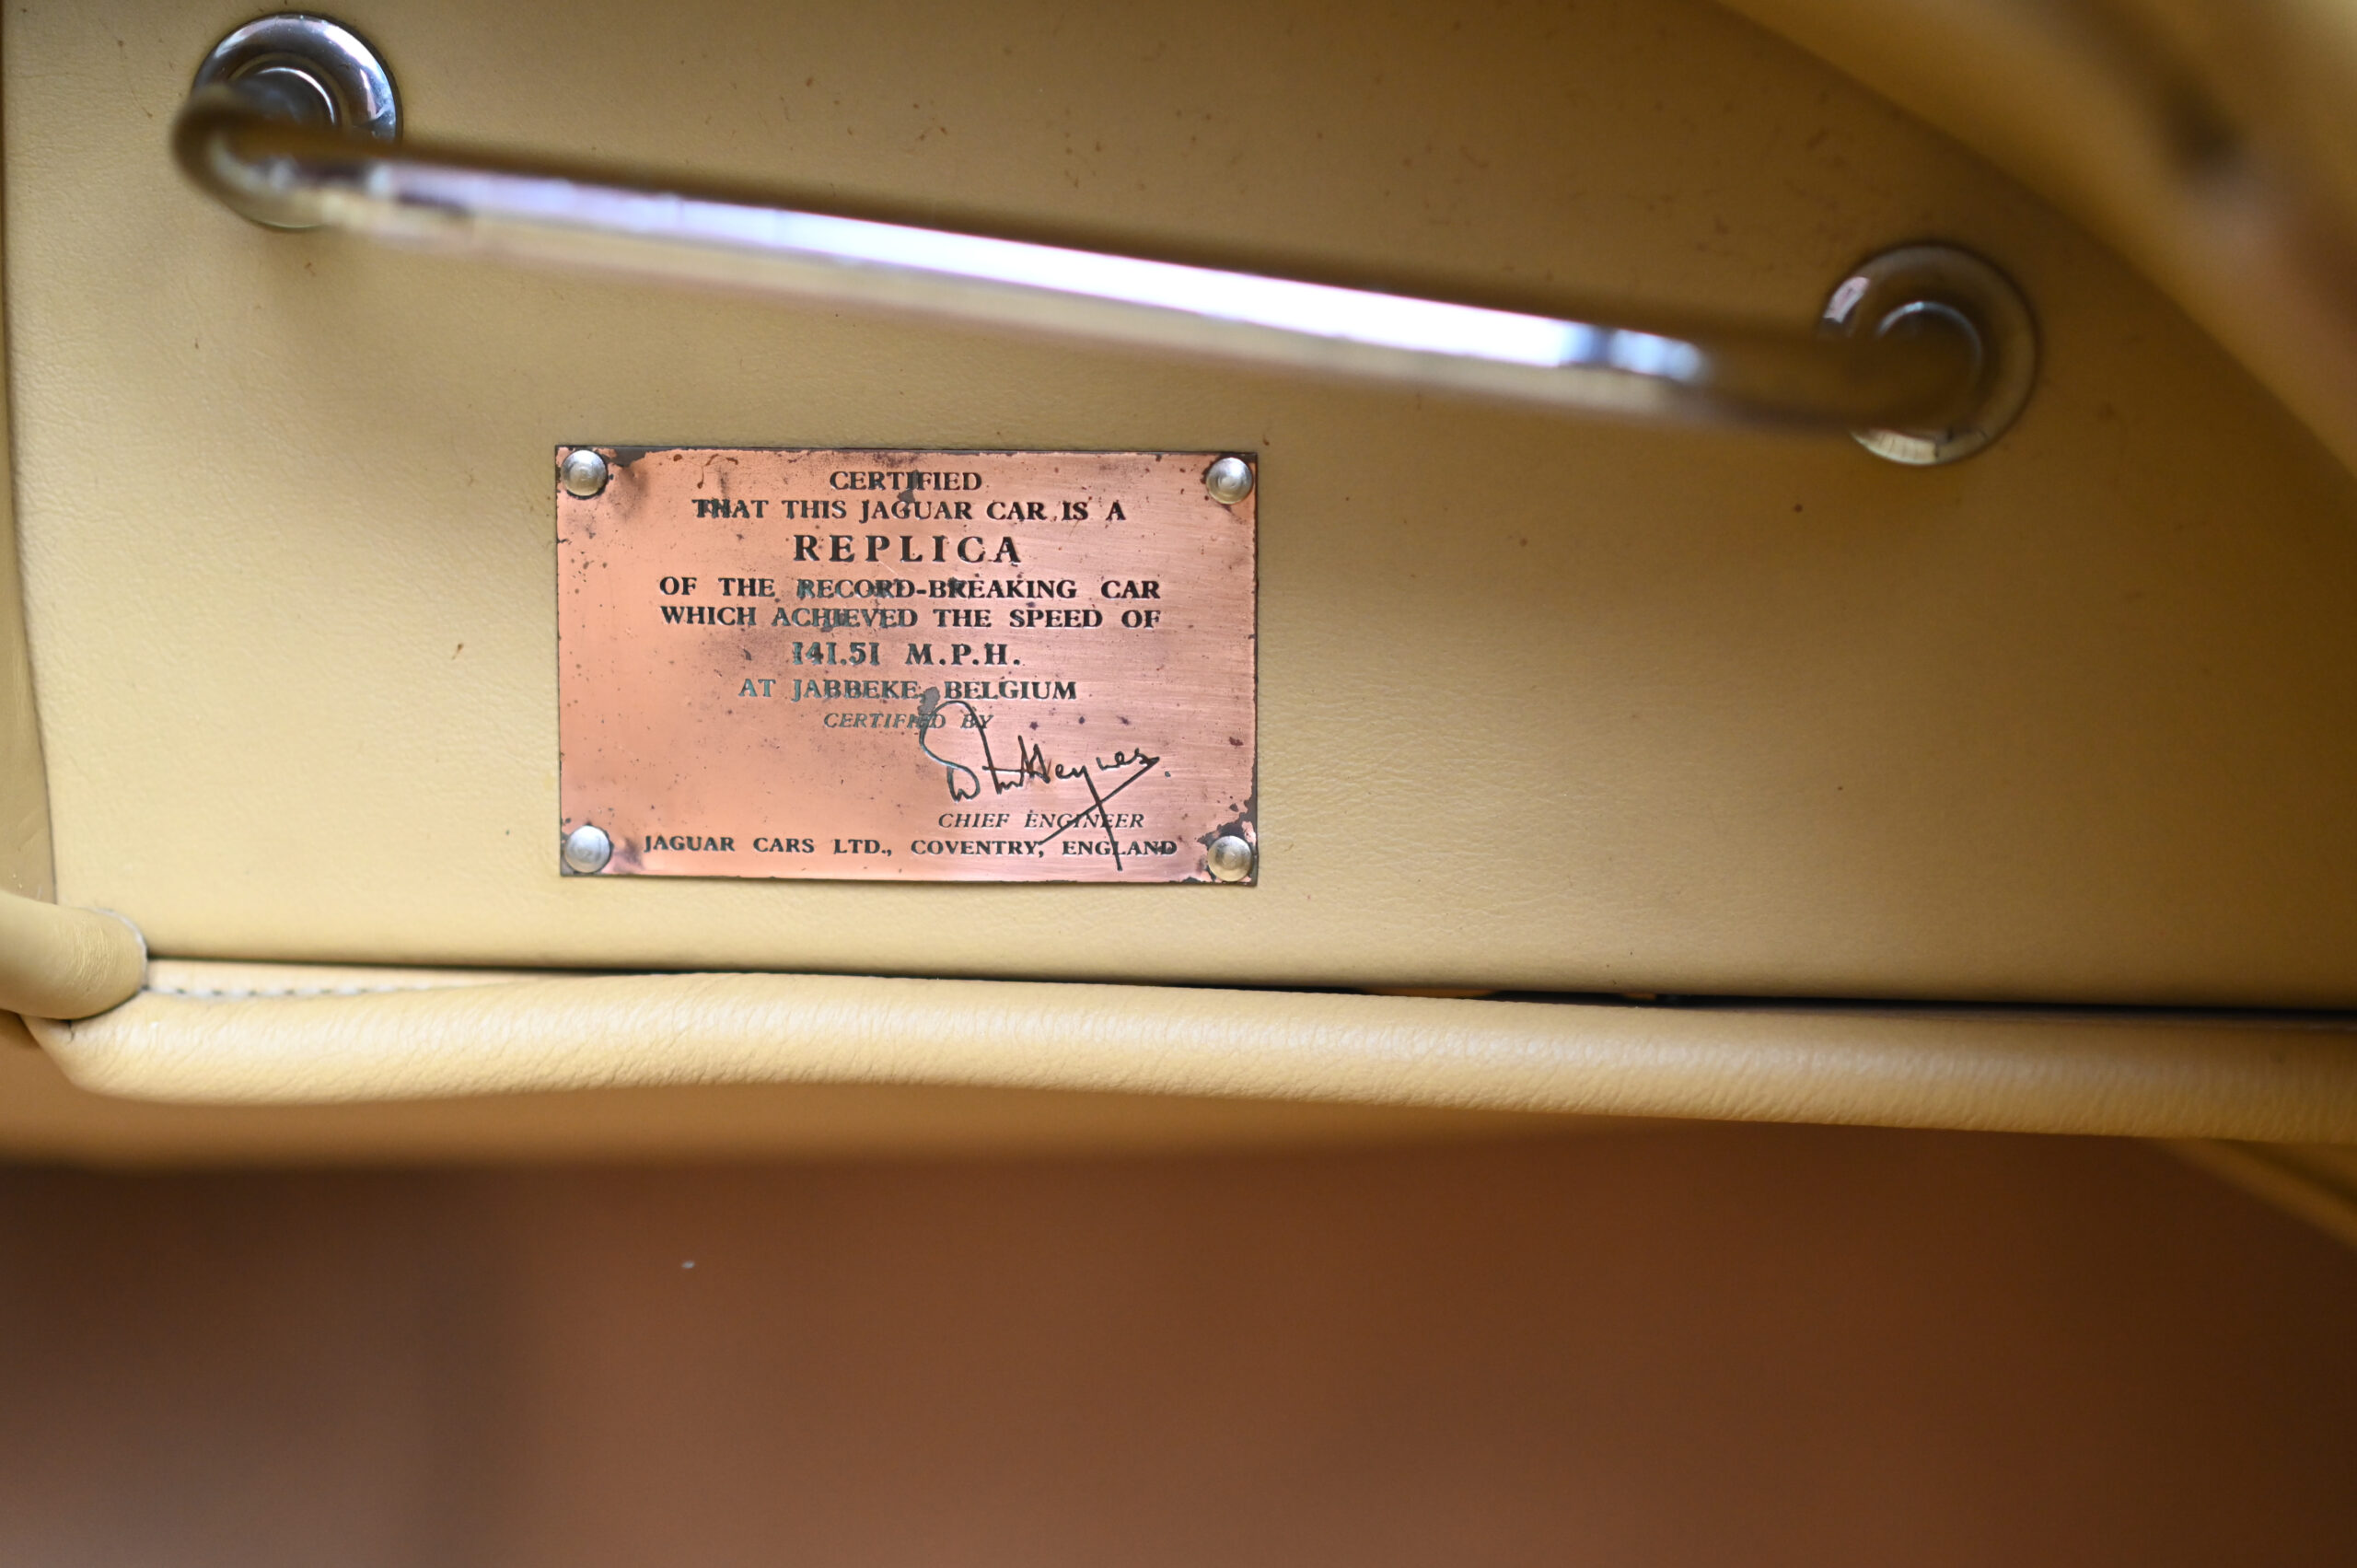 CERTIFIED
THAT THIS JAGUAR CAR IS A
REPLICA
OF THE RECORD-BREAKING CAR
WHICH ACHIEVED THE SPEED OF
141.51 M.P.H.
AT JABBEKE, BELGIUM
CERTIFIED BY
Heynes.
CHIEF ENGINEER
JAGUAR CARS LTD., COVENTRY, ENGLAND